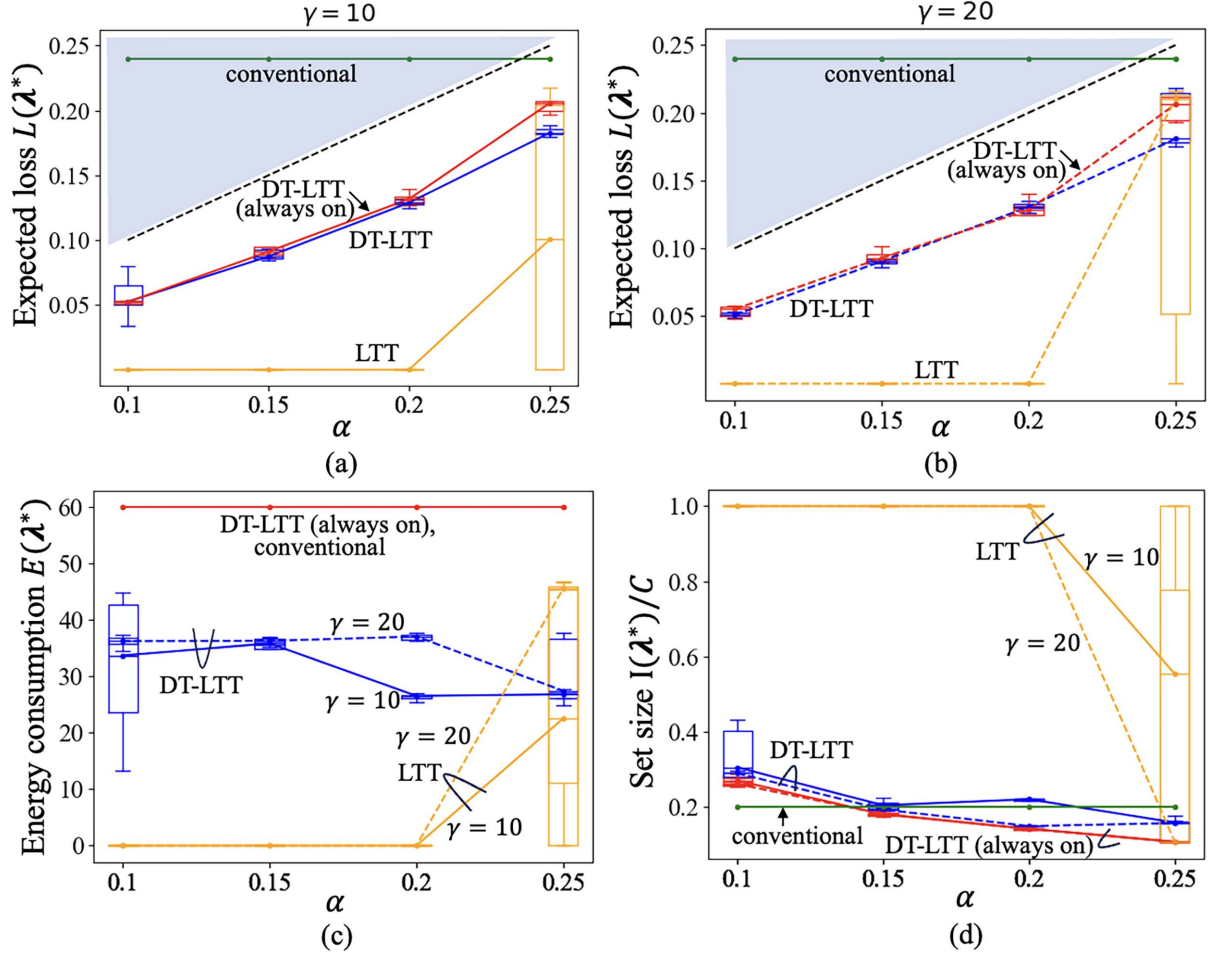 γ = 10
Expected loss L(λ*)
0.25
0.20
0.15
0.10
0.05
conventional
DT-LTT
(always on)
DT-LTT
LTT
0.1
0.15
0.2
0.25
α
(a)
γ = 20
Expected loss L(λ*)
0.25
0.20
0.15
0.10
0.05
conventional
DT-LTT
(always on)
DT-LTT
LTT
0.1
0.15
0.2
0.25
α
(b)
Energy consumption E(λ*)
60
50
40
30
20
10
0
DT-LTT (always on),
conventional
γ = 20
DT-LTT
γ = 10
γ = 20
LTT
γ = 10
0.1
0.15
0.2
0.25
α
(c)
Set size I(λ*)/C
1.0
0.8
0.6
0.4
0.2
LTT
γ = 10
γ = 20
DT-LTT
conventional
DT-LTT (always on)
0.1
0.15
0.2
0.25
α
(d)